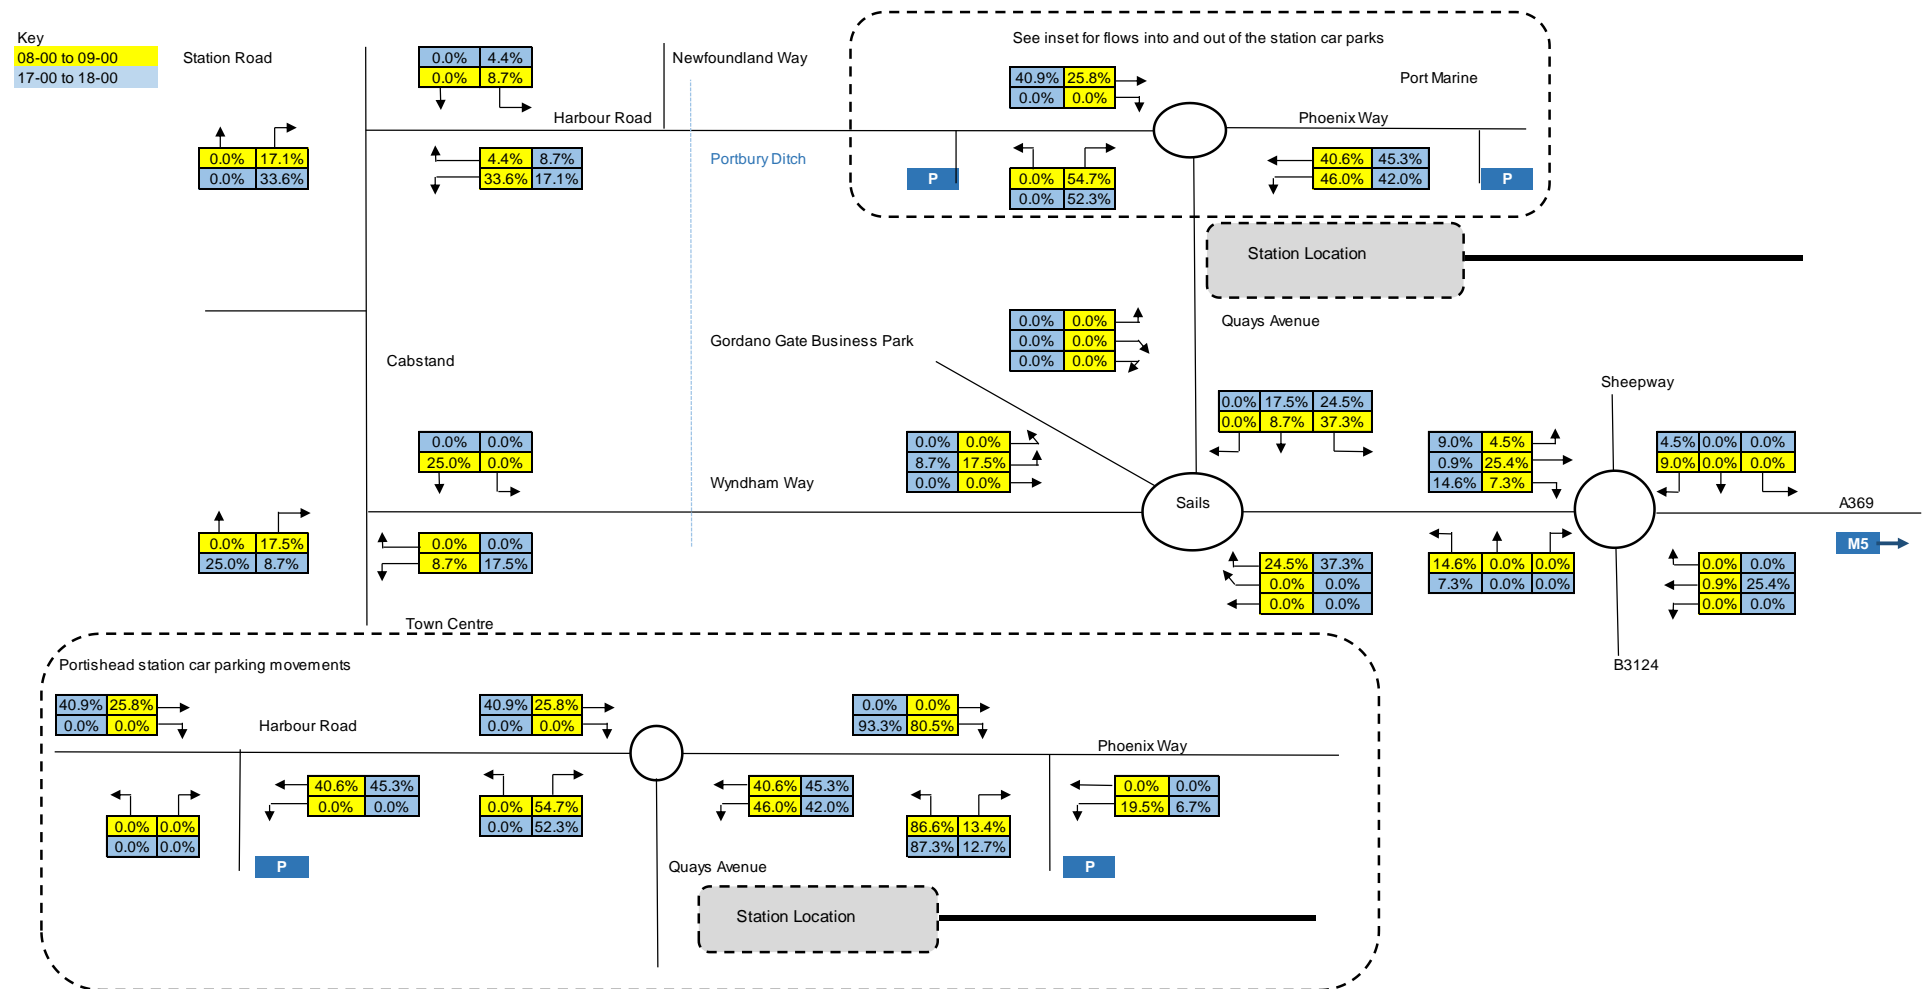 Key
08-00 to 09-00
17-00 to 18-00
Station Road
0.0% 4.4%
0.0% 8.7%
Newfoundland Way
See inset for flows into and out of the station car parks
40.9% 25.8%
0.0% 0.0%
Port Marine
Harbour Road
Phoenix Way
0.0% 17.1%
0.0% 33.6%
4.4% 8.7%
33.6% 17.1%
Portbury Ditch
P
0.0% 54.7%
0.0% 52.3%
40.6% 45.3%
46.0% 42.0%
P
Station Location
Quays Avenue
0.0% 0.0%
0.0% 0.0%
0.0% 0.0%
Gordano Gate Business Park
Cabstand
Sheepway
0.0% 17.5% 24.5%
0.0% 8.7% 37.3%
0.0% 0.0%
25.0% 0.0%
0.0% 0.0%
8.7% 17.5%
0.0% 0.0%
9.0% 4.5%
0.9% 25.4%
14.6% 7.3%
4.5% 0.0% 0.0%
9.0% 0.0% 0.0%
Wyndham Way
Sails
A369
M5
0.0% 17.5%
25.0% 8.7%
0.0% 0.0%
8.7% 17.5%
24.5% 37.3%
0.0% 0.0%
0.0% 0.0%
14.6% 0.0% 0.0%
7.3% 0.0% 0.0%
0.0% 0.0%
0.9% 25.4%
0.0% 0.0%
Town Centre
B3124
Portishead station car parking movements
40.9% 25.8%
0.0% 0.0%
Harbour Road
40.9% 25.8%
0.0% 0.0%
0.0% 0.0%
93.3% 80.5%
Phoenix Way
0.0% 0.0%
0.0% 0.0%
40.6% 45.3%
0.0% 0.0%
0.0% 54.7%
0.0% 52.3%
40.6% 45.3%
46.0% 42.0%
86.6% 13.4%
87.3% 12.7%
0.0% 0.0%
19.5% 6.7%
P
Quays Avenue
P
Station Location